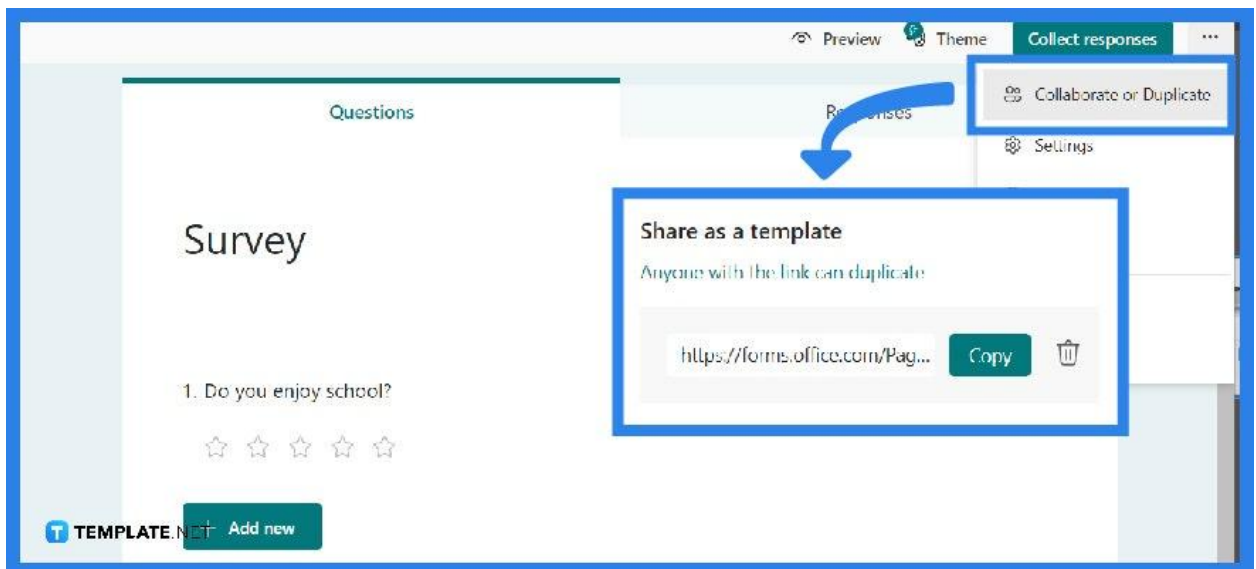 Preview Theme Collect responses ...
Questions
Responses
Collaborate or Duplicate
Settings
Survey
Share as a template
Anyone with the link can duplicate
https://forms.office.com/Pag... Copy
1. Do you enjoy school?
+ Add new
T TEMPLATE.NET